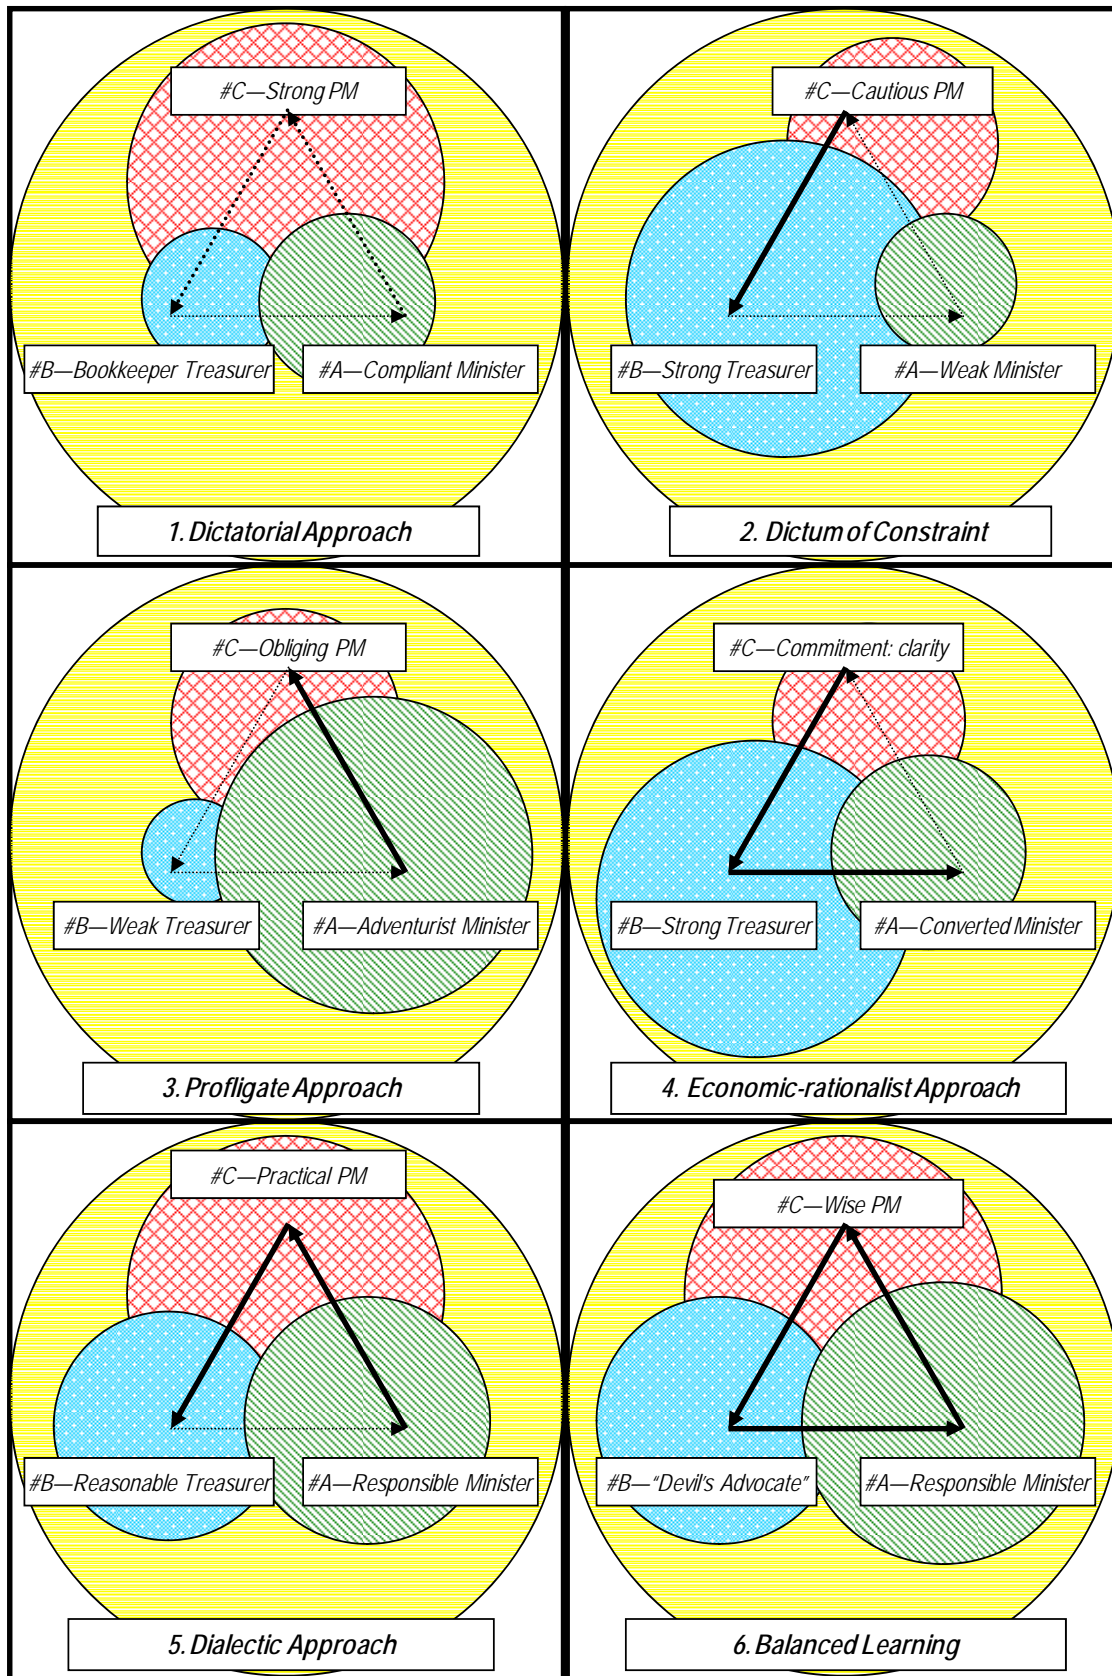 #C—Strong PM
#B—Bookkeeper Treasurer
#A—Compliant Minister
1. Dictatorial Approach
#C—Cautious PM
#B—Strong Treasurer
#A—Weak Minister
2. Dictum of Constraint
#C—Obliging PM
#B—Weak Treasurer
#A—Adventurist Minister
3. Profligate Approach
#C—Commitment: clarity
#B—Strong Treasurer
#A—Converted Minister
4. Economic-rationalist Approach
#C—Practical PM
#B—Reasonable Treasurer
#A—Responsible Minister
5. Dialectic Approach
#C—Wise PM
#B—“Devil’s Advocate”
#A—Responsible Minister
6. Balanced Learning